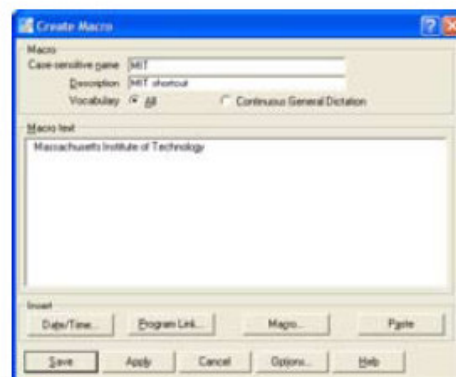 Create Macro
Macro
Case-sensitive name MIT
Description MIT shortcut
Vocabulary All Continuous General Dictation
Macro text
Massachusetts Institute of Technology
Insert
Date/Time... Program Link... Macro... Paste
Save Apply Cancel Options... Help